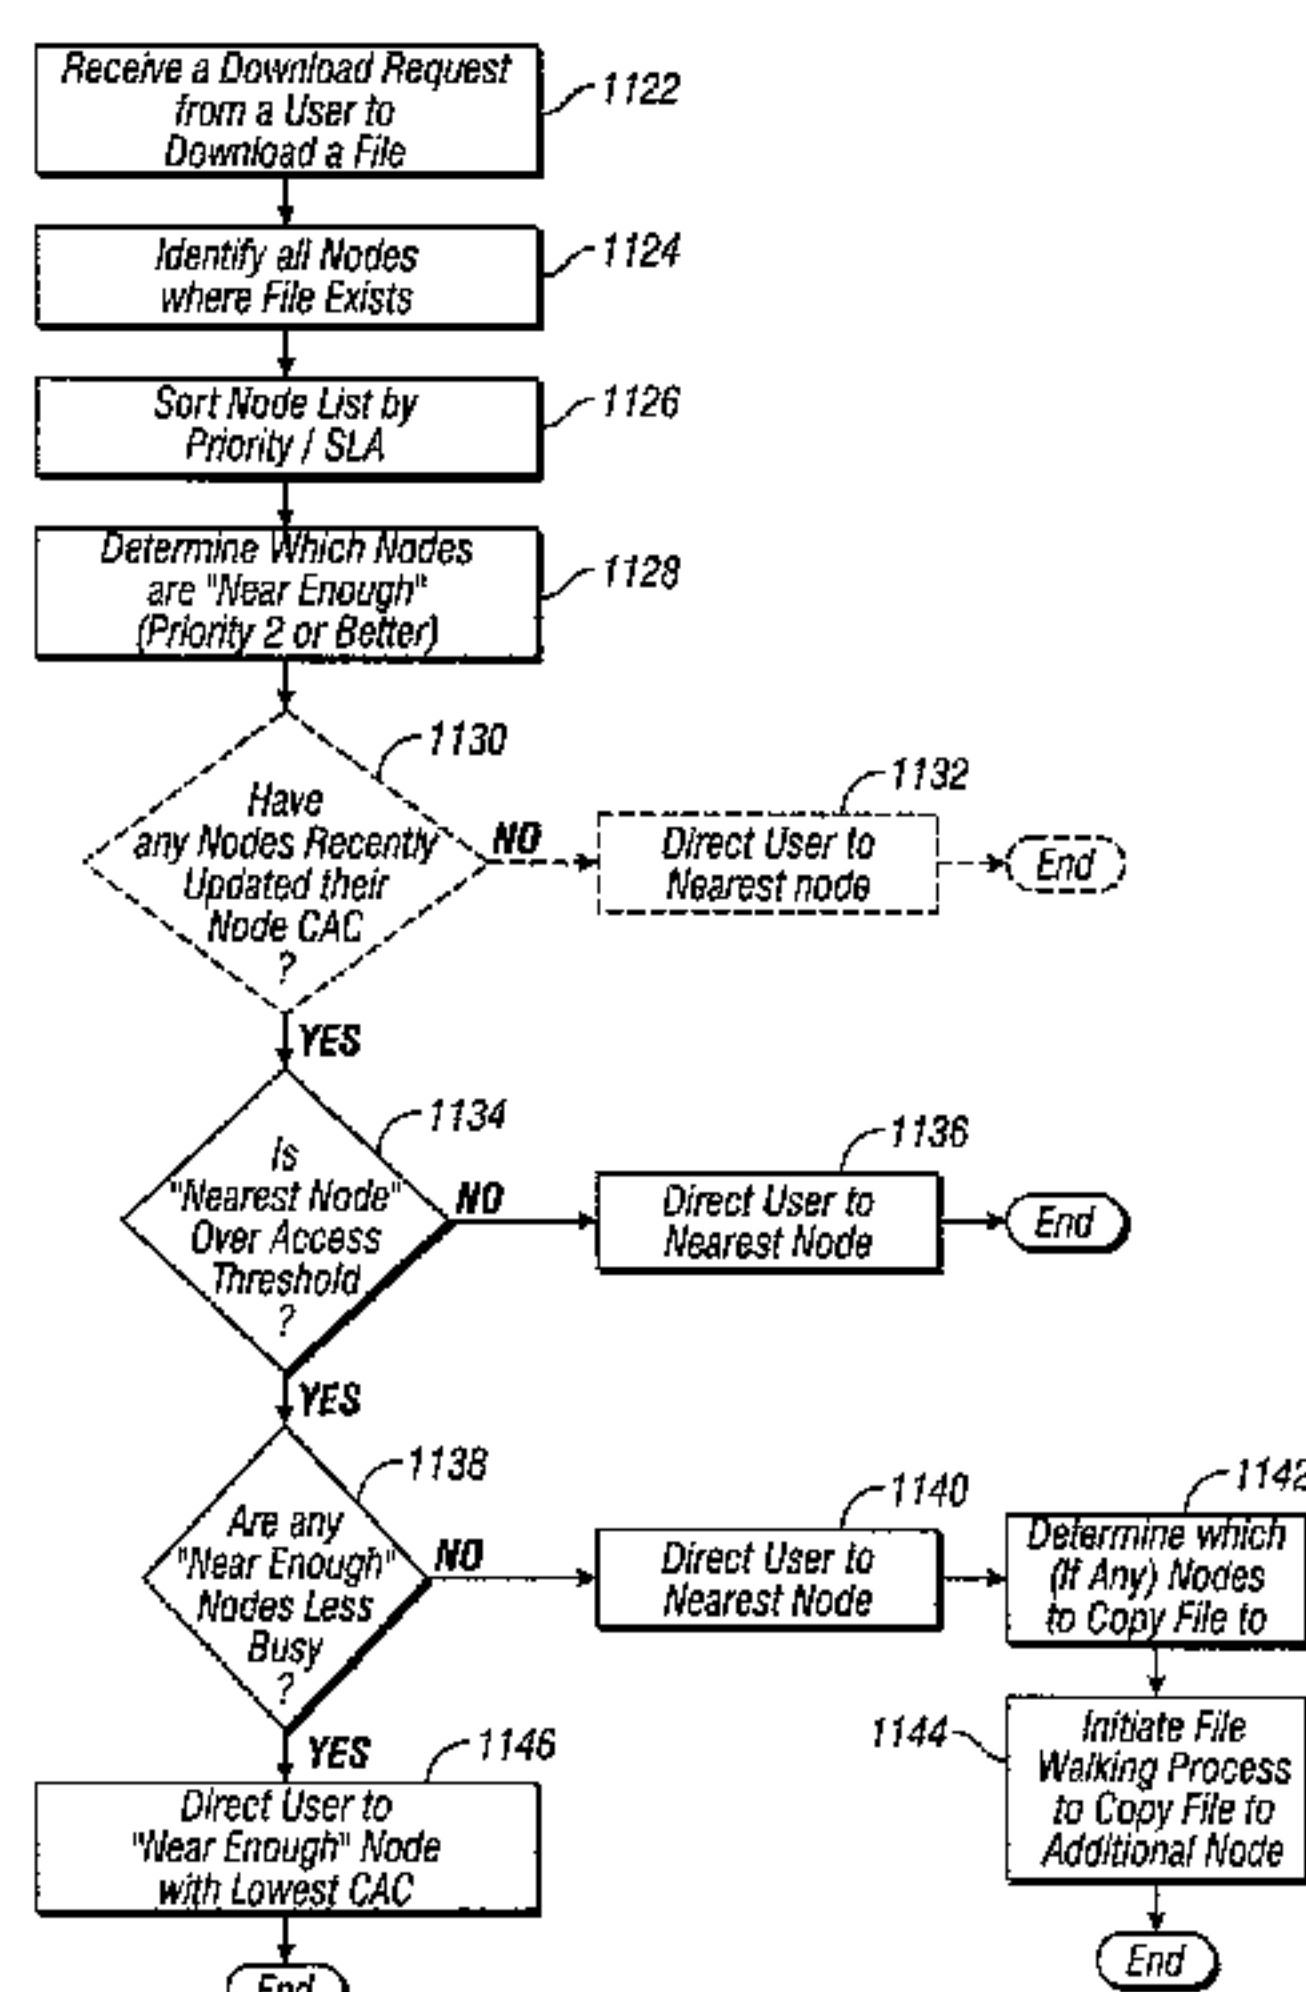 Receive a Download Request
from a User to
Download a File
1122
Identify all Nodes
where File Exists
1124
Sort Node List by
Priority / SLA
1126
Determine Which Nodes
are "Near Enough"
(Priority 2 or Better)
1128
1130
Have
any Nodes Recently
Updated their
Node CAC
?
NO
1132
Direct User to
Nearest node
End
YES
1134
Is
"Nearest Node"
Over Access
Threshold
?
NO
1136
Direct User to
Nearest Node
End
YES
1138
Are any
"Near Enough"
Nodes Less
Busy
?
NO
1140
Direct User to
Nearest Node
1142
Determine which
(If Any) Nodes
to Copy File to
1144
Initiate File
Walking Process
to Copy File to
Additional Node
End
YES
1146
Direct User to
"Near Enough" Node
with Lowest CAC
End